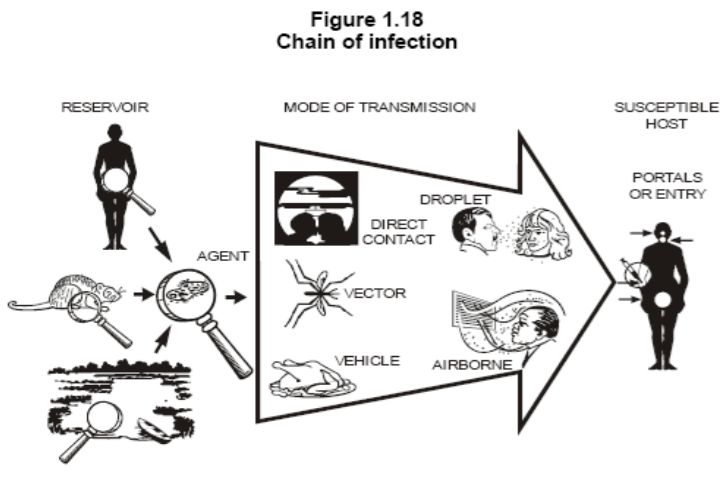 Figure 1.18
Chain of infection
RESERVOIR
MODE OF TRANSMISSION
SUSCEPTIBLE
HOST
PORTALS
OR ENTRY
AGENT
DIRECT
CONTACT
DROPLET
VECTOR
VEHICLE
AIRBORNE